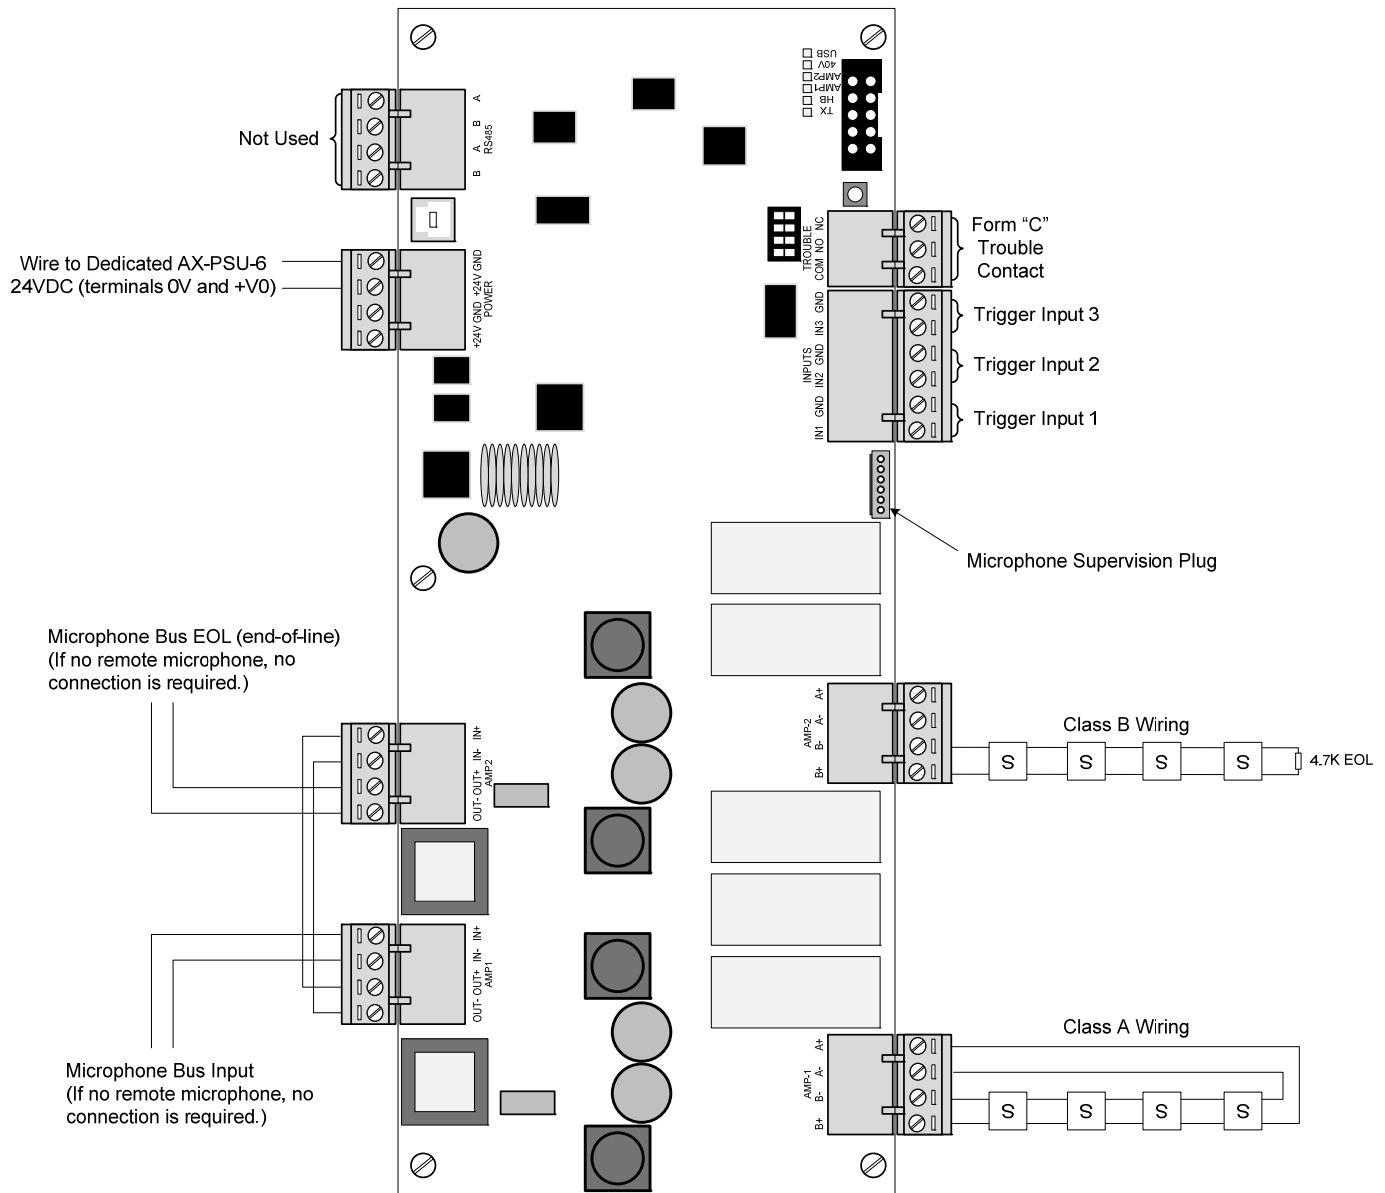 USB
40V
AMP2
AMP1
HB
TX
Not Used
A
B
A
B
RS485
Wire to Dedicated AX-PSU-6
24VDC (terminals 0V and +V0)
+24V GND +24V GND
POWER
COM NO NC
TROUBLE
Form "C"
Trouble
Contact
IN1 GND IN2 GND IN3 GND
INPUTS
Trigger Input 3
Trigger Input 2
Trigger Input 1
Microphone Supervision Plug
Microphone Bus EOL (end-of-line)
(If no remote microphone, no
connection is required.)
OUT- OUT+ IN- IN+
AMP2
A+
A-
B-
B+
AMP-2
Class B Wiring
S S S S
4.7K EOL
OUT- OUT+ IN- IN+
AMP1
Microphone Bus Input
(If no remote microphone, no
connection is required.)
A+
A-
B-
B+
AMP-1
Class A Wiring
S S S S